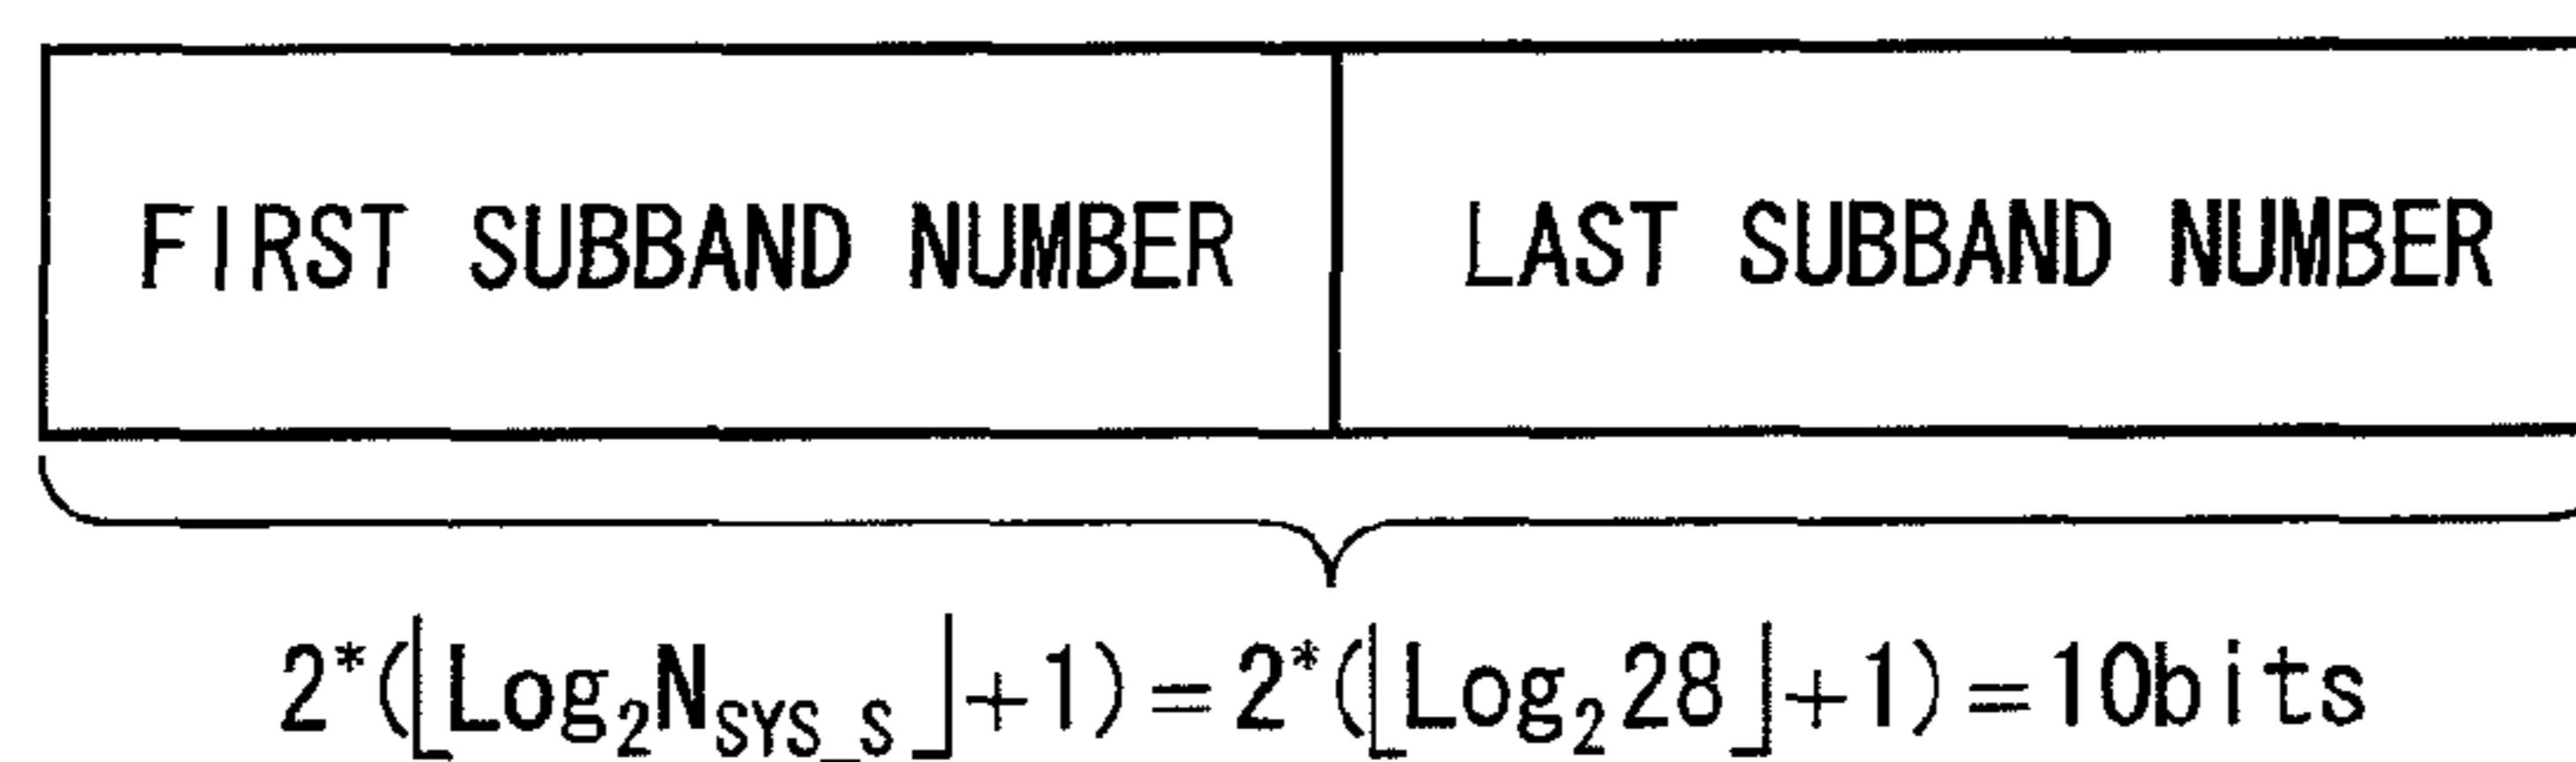 FIRST SUBBAND NUMBER LAST SUBBAND NUMBER
2*(⌊Log₂N_SYS_S⌋+1)=2*(⌊Log₂28⌋+1)=10bits